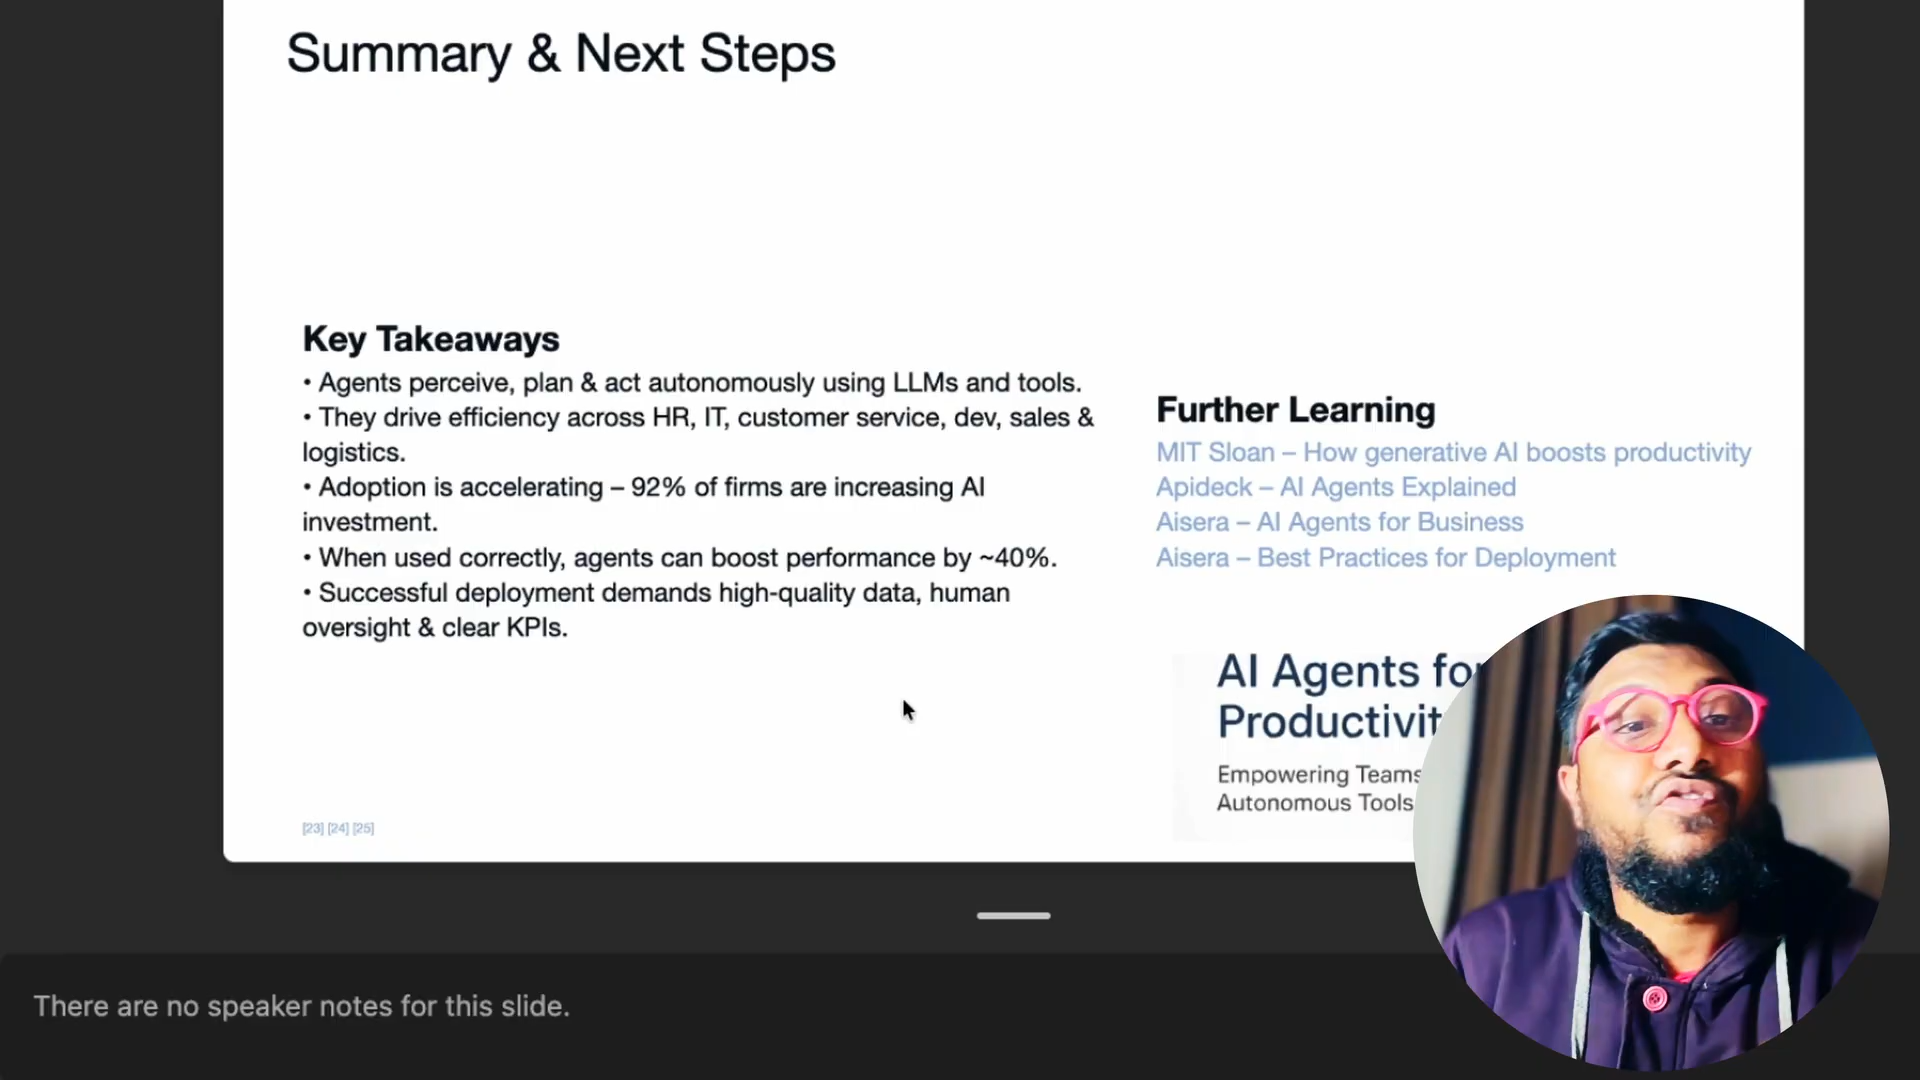 Summary & Next Steps
Key Takeaways
• Agents perceive, plan & act autonomously using LLMs and tools.
• They drive efficiency across HR, IT, customer service, dev, sales &
logistics.
• Adoption is accelerating – 92% of firms are increasing AI
investment.
• When used correctly, agents can boost performance by ~40%.
• Successful deployment demands high-quality data, human
oversight & clear KPIs.
[23] [24] [25]
Further Learning
MIT Sloan – How generative AI boosts productivity
Apideck – AI Agents Explained
Aisera – AI Agents for Business
Aisera – Best Practices for Deployment
AI Agents
Empowering Teams
Autonomous Tools
There are no speaker notes for this slide.